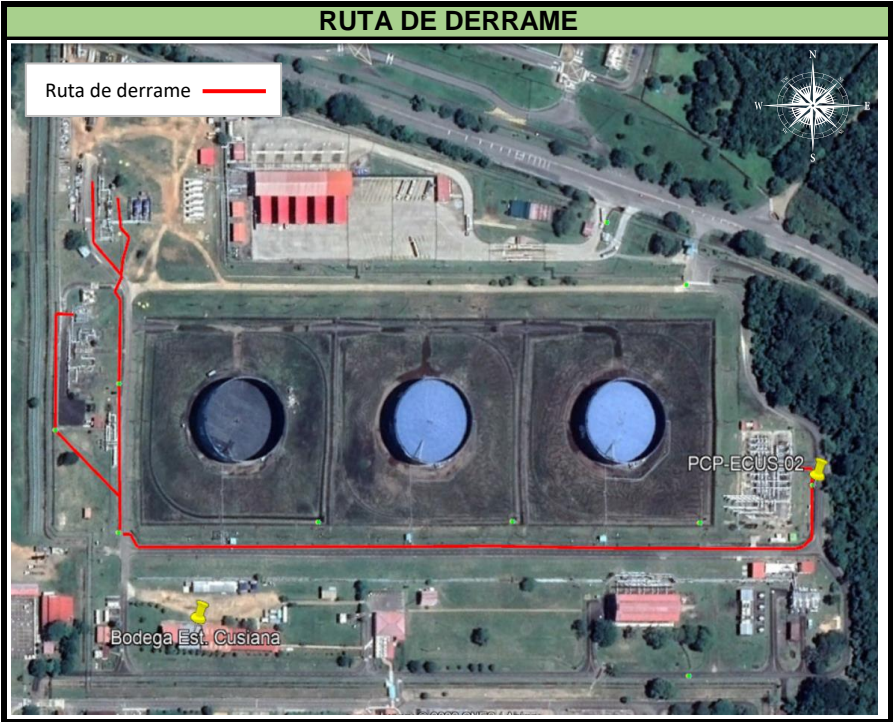 RUTA DE DERRAME
Ruta de derrame
N
W
E
S
PCP-ECUS-02
Bodega Est. Cusiana